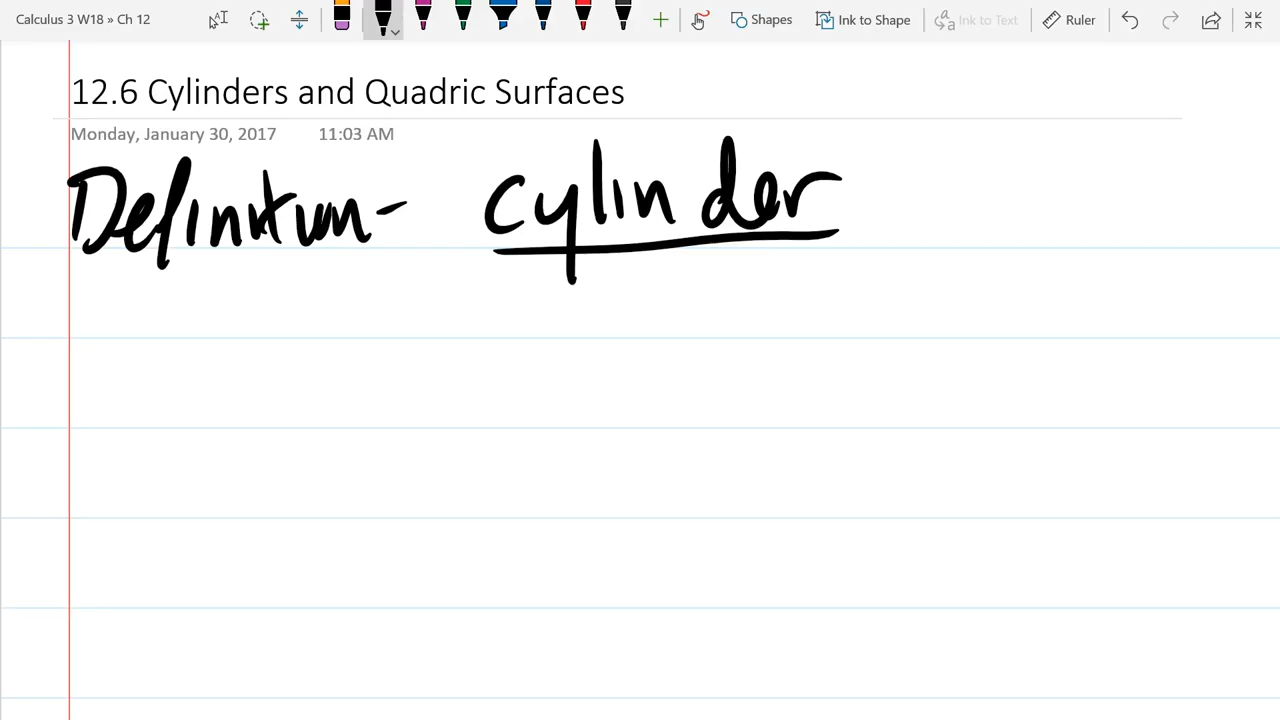 Calculus 3 W18 » Ch 12
Shapes
Ink to Shape
Ink to Text
Ruler
12.6 Cylinders and Quadric Surfaces
Monday, January 30, 2017 11:03 AM
Definition- cylinder